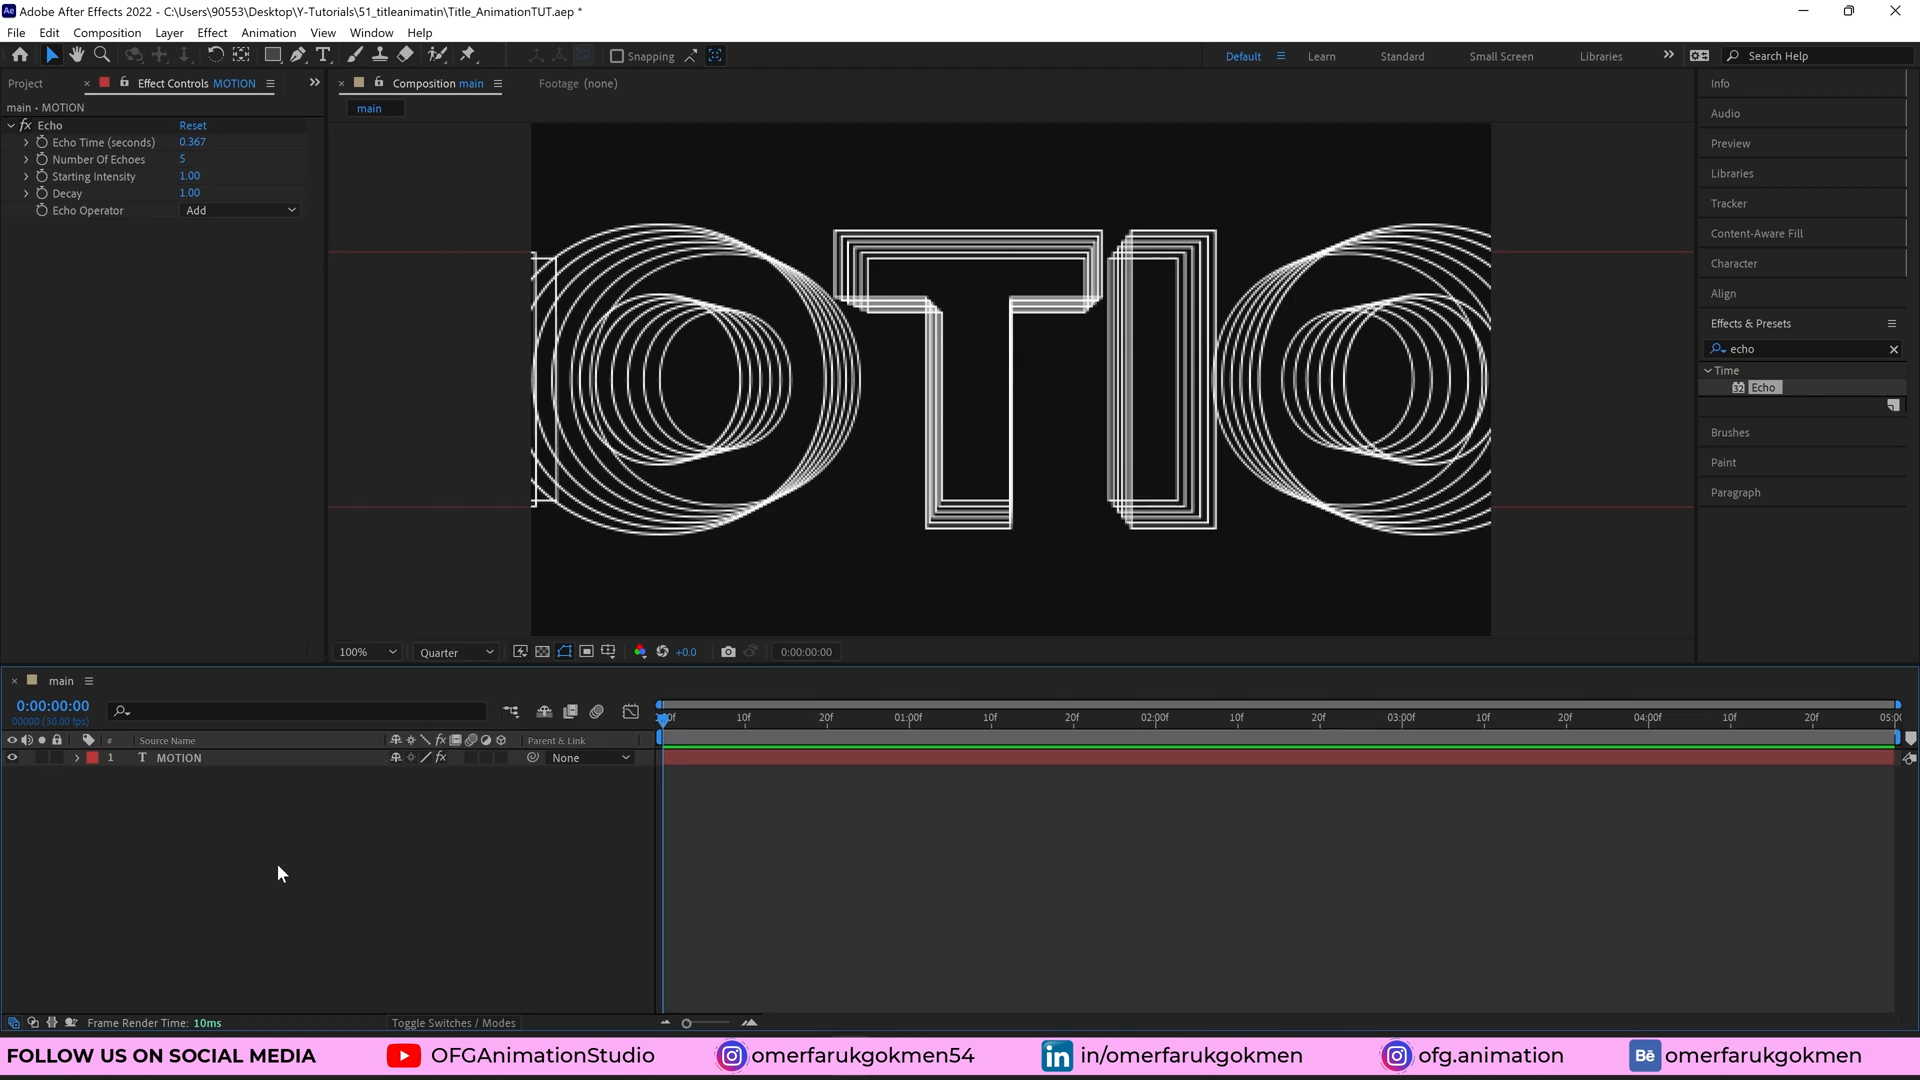 Adobe After Effects 2022 - C:\Users\90553\Desktop\Y-Tutorials\51_titleanimatin\Title_AnimationTUT.aep *
File Edit Composition Layer Effect Animation View Window Help
Snapping
Default Learn Standard Small Screen Libraries Search Help
Project Effect Controls MOTION Composition main Footage (none)
main • MOTION
main
fx Echo Reset
Echo Time (seconds) 0.367
Number Of Echoes 5
Starting Intensity 1.00
Decay 1.00
Echo Operator Add
OTIO
Info
Audio
Preview
Libraries
Tracker
Content-Aware Fill
Character
Align
Effects & Presets
echo
Time
32 Echo
Brushes
Paint
Paragraph
100% Quarter +0.0 0:00:00:00
main
0:00:00:00
00000 (30.00 fps)
10f 20f 01:00f 10f 20f 02:00f 10f 20f 03:00f 10f 20f 04:00f 10f 20f
# Source Name fx Parent & Link
1 T MOTION fx None
Frame Render Time: 10ms Toggle Switches / Modes
FOLLOW US ON SOCIAL MEDIA OFGAnimationStudio omerfarukgokmen54 in in/omerfarukgokmen ofg.animation Bē omerfarukgokmen